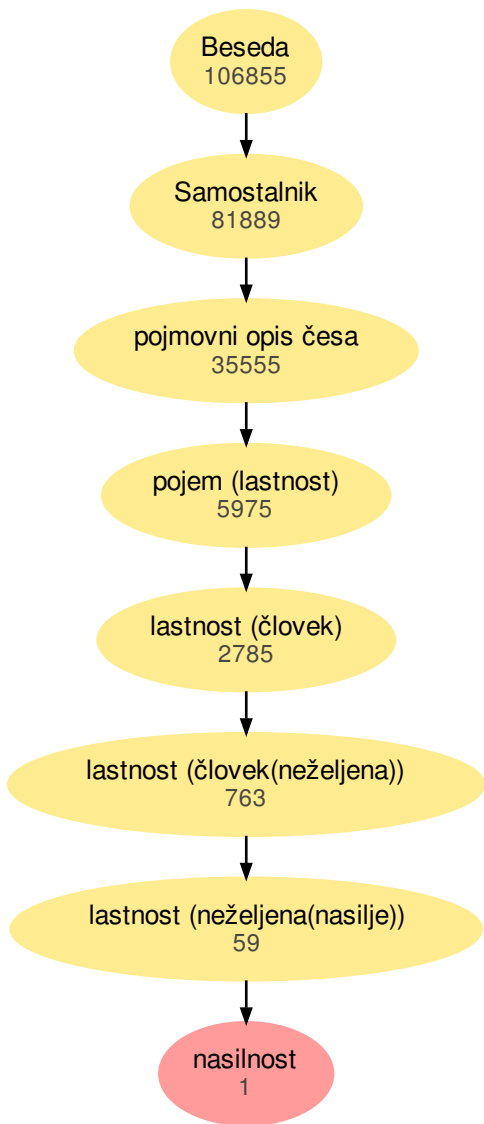 Beseda
106855
Samostalnik
81889
pojmovni opis česa
35555
pojem (lastnost)
5975
lastnost (človek)
2785
lastnost (človek(neželjena))
763
lastnost (neželjena(nasilje))
59
nasilnost
1